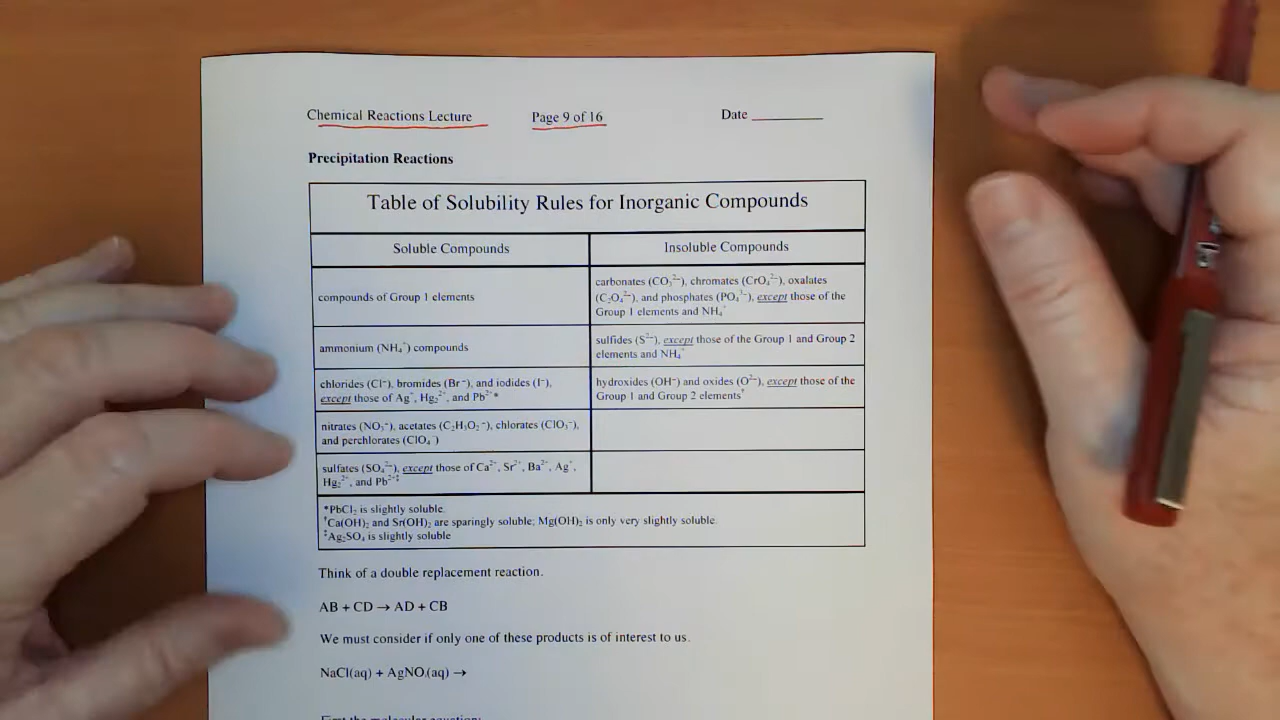 Chemical Reactions Lecture Page 9 of 16 Date ________
Precipitation Reactions
Table of Solubility Rules for Inorganic Compounds
Soluble Compounds
Insoluble Compounds
compounds of Group 1 elements
carbonates (CO₃²⁻), chromates (CrO₄²⁻), oxalates
(C₂O₄²⁻), and phosphates (PO₄³⁻), except those of the
Group 1 elements and NH₄⁺
ammonium (NH₄⁺) compounds
sulfides (S²⁻), except those of the Group 1 and Group 2
elements and NH₄⁺
chlorides (Cl⁻), bromides (Br⁻), and iodides (I⁻),
except those of Ag⁺, Hg₂²⁺, and Pb²⁺*
hydroxides (OH⁻) and oxides (O²⁻), except those of the
Group 1 and Group 2 elements†
nitrates (NO₃⁻), acetates (C₂H₃O₂⁻), chlorates (ClO₃⁻),
and perchlorates (ClO₄⁻)
sulfates (SO₄²⁻), except those of Ca²⁺, Sr²⁺, Ba²⁺, Ag⁺,
Hg₂²⁺, and Pb²⁺‡
*PbCl₂ is slightly soluble.
†Ca(OH)₂ and Sr(OH)₂ are sparingly soluble; Mg(OH)₂ is only very slightly soluble.
‡Ag₂SO₄ is slightly soluble
Think of a double replacement reaction.
AB + CD → AD + CB
We must consider if only one of these products is of interest to us.
NaCl(aq) + AgNO₃(aq) →
First the molecular equation: